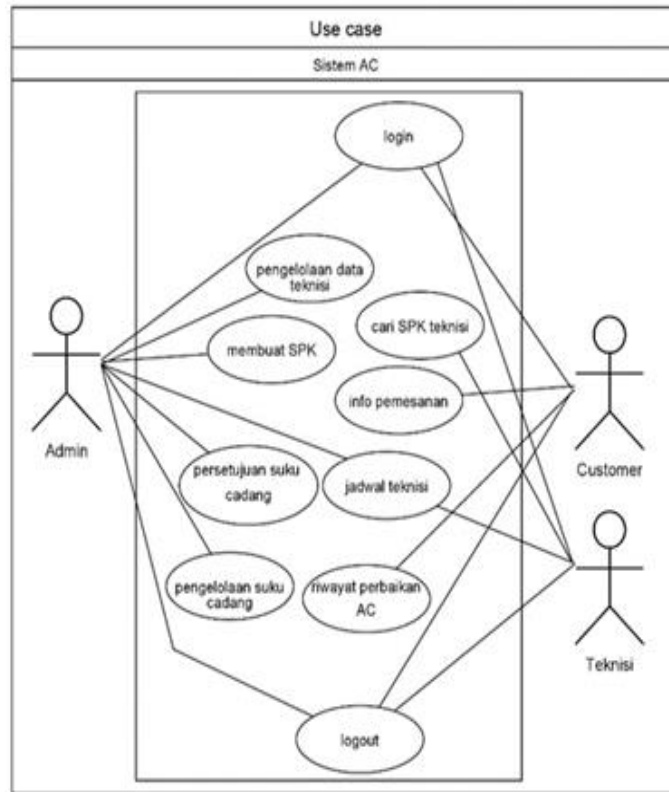 Use case
Sistem AC
login
pengelolaan data
teknisi
cari SPK teknisi
membuat SPK
info pemesanan
Admin
Customer
persetujuan suku
cadang
jadwal teknisi
pengelolaan suku
cadang
riwayat perbaikan
AC
Teknisi
logout